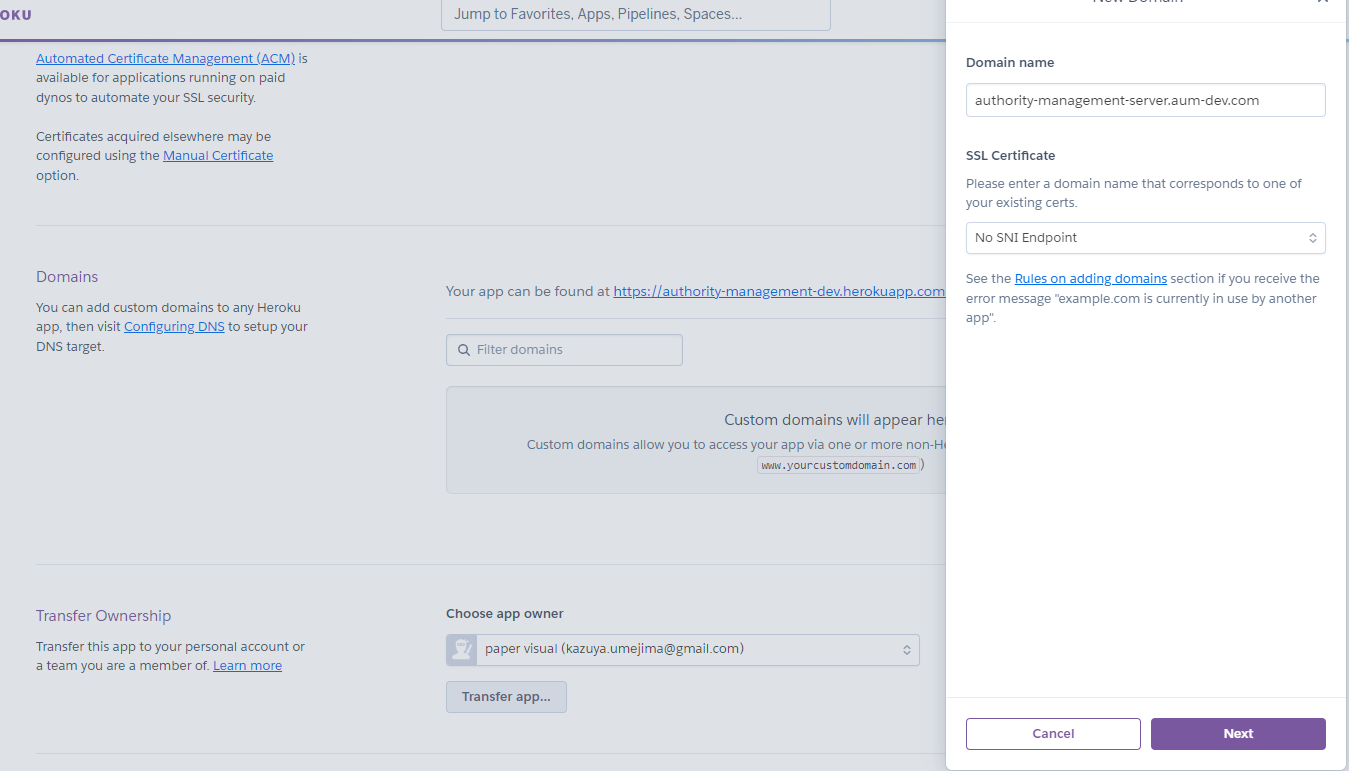 OKU
Jump to Favorites, Apps, Pipelines, Spaces...
Automated Certificate Management (ACM) is
available for applications running on paid
dynos to automate your SSL security.
Certificates acquired elsewhere may be
configured using the Manual Certificate
option.
Domains
You can add custom domains to any Heroku
app, then visit Configuring DNS to setup your
DNS target.
Your app can be found at https://authority-management-dev.herokuapp.com
Filter domains
Custom domains will appear her
Custom domains allow you to access your app via one or more non-He
www.yourcustomdomain.com)
Transfer Ownership
Transfer this app to your personal account or
a team you are a member of. Learn more
Choose app owner
paper visual (kazuya.umejima@gmail.com)
Transfer app...
New Domain
Domain name
authority-management-server.aum-dev.com
SSL Certificate
Please enter a domain name that corresponds to one of
your existing certs.
No SNI Endpoint
See the Rules on adding domains section if you receive the
error message "example.com is currently in use by another
app".
Cancel
Next